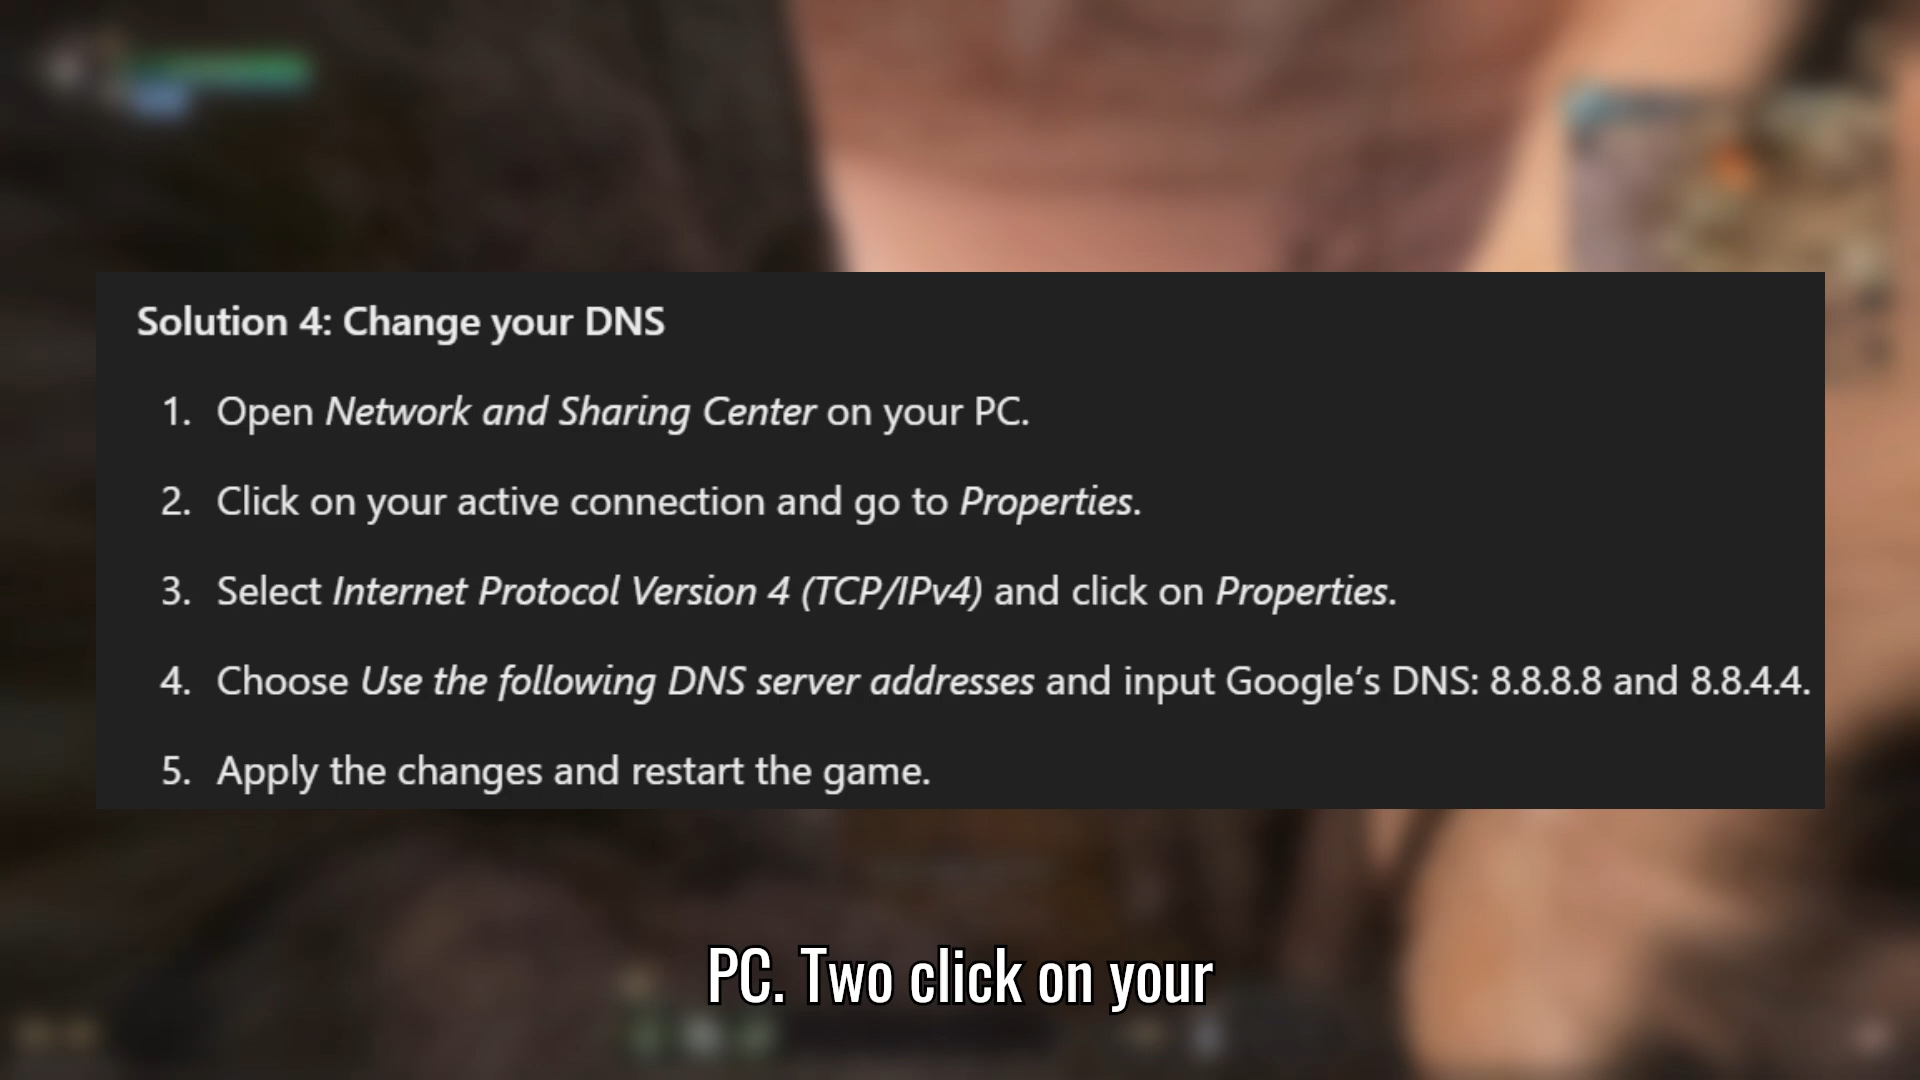 Solution 4: Change your DNS
1. Open Network and Sharing Center on your PC.
2. Click on your active connection and go to Properties.
3. Select Internet Protocol Version 4 (TCP/IPv4) and click on Properties.
4. Choose Use the following DNS server addresses and input Google’s DNS: 8.8.8.8 and 8.8.4.4.
5. Apply the changes and restart the game.
PC. Two click on your